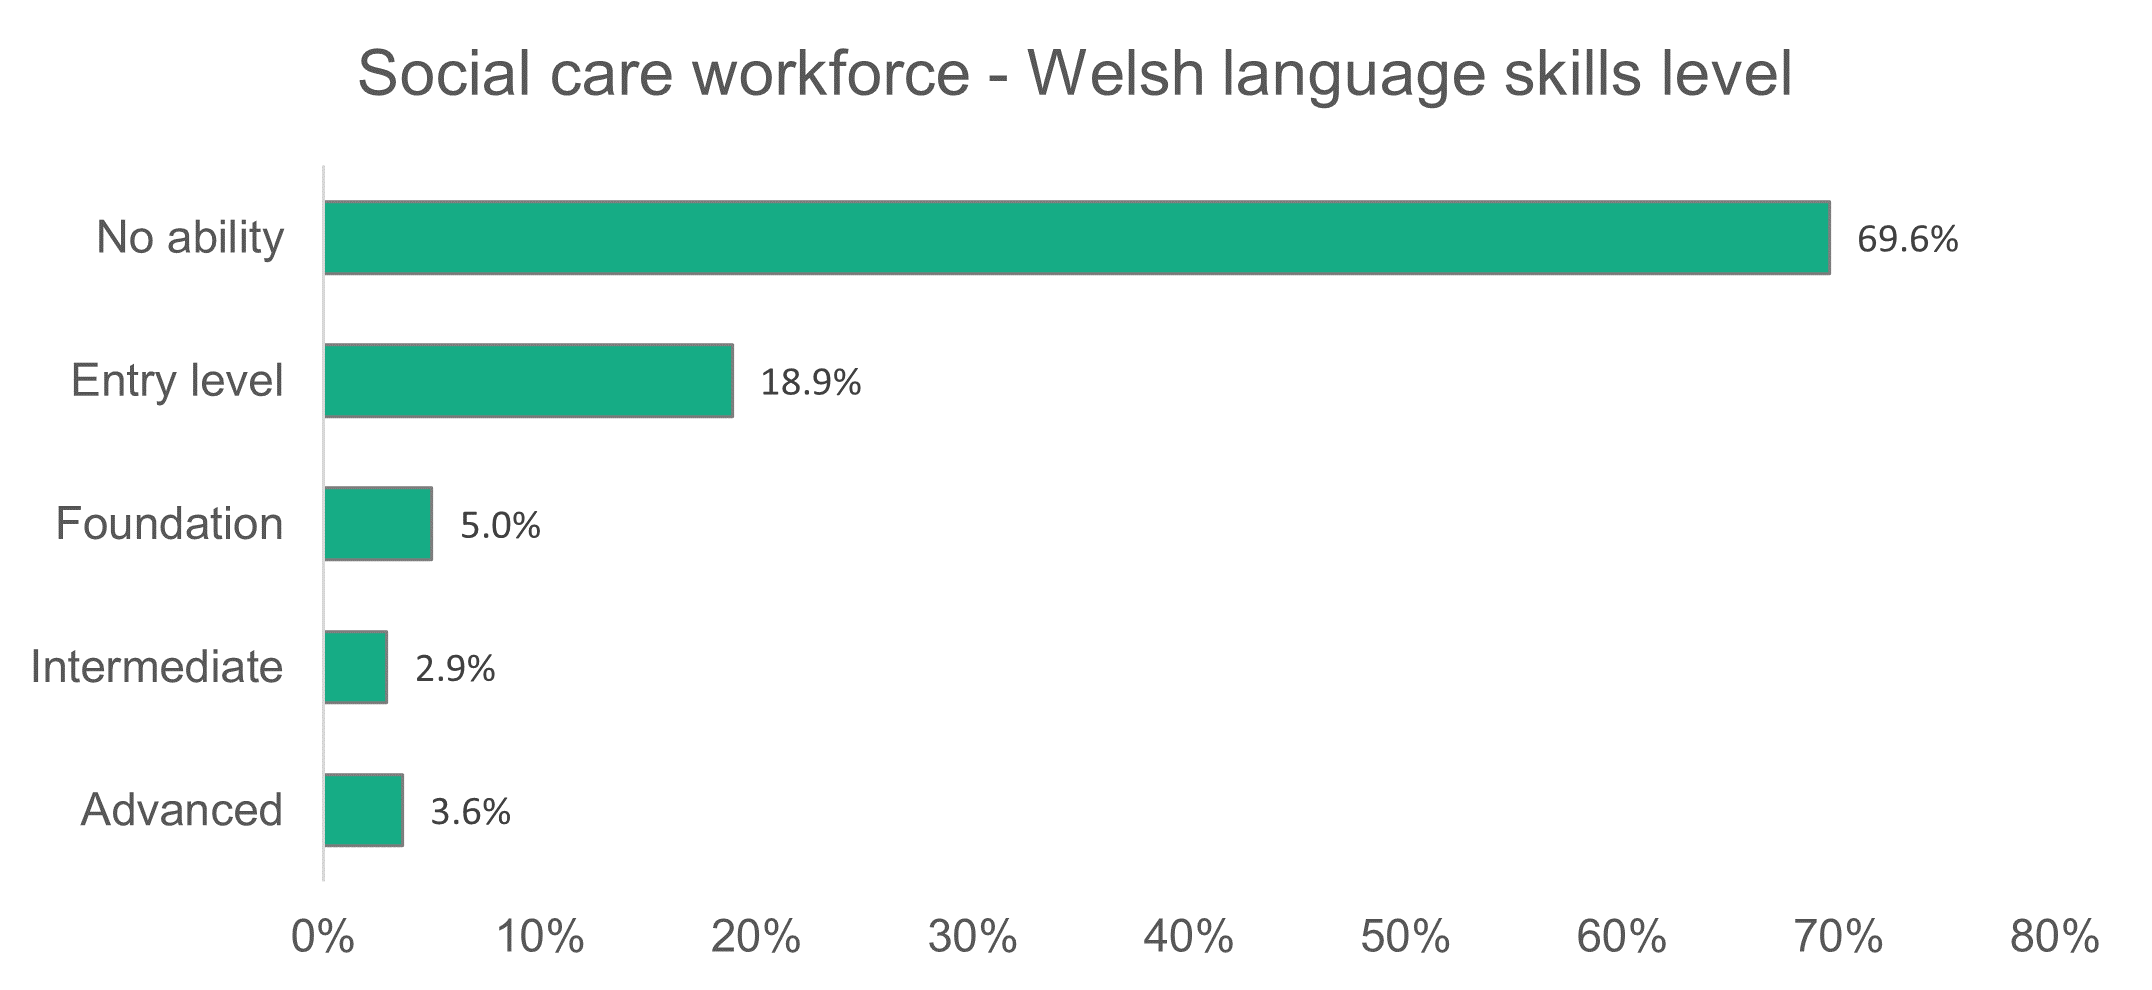 Social care workforce - Welsh language skills level
No ability
69.6%
Entry level
18.9%
Foundation
5.0%
Intermediate
2.9%
Advanced
3.6%
0% 10% 20% 30% 40% 50% 60% 70% 80%